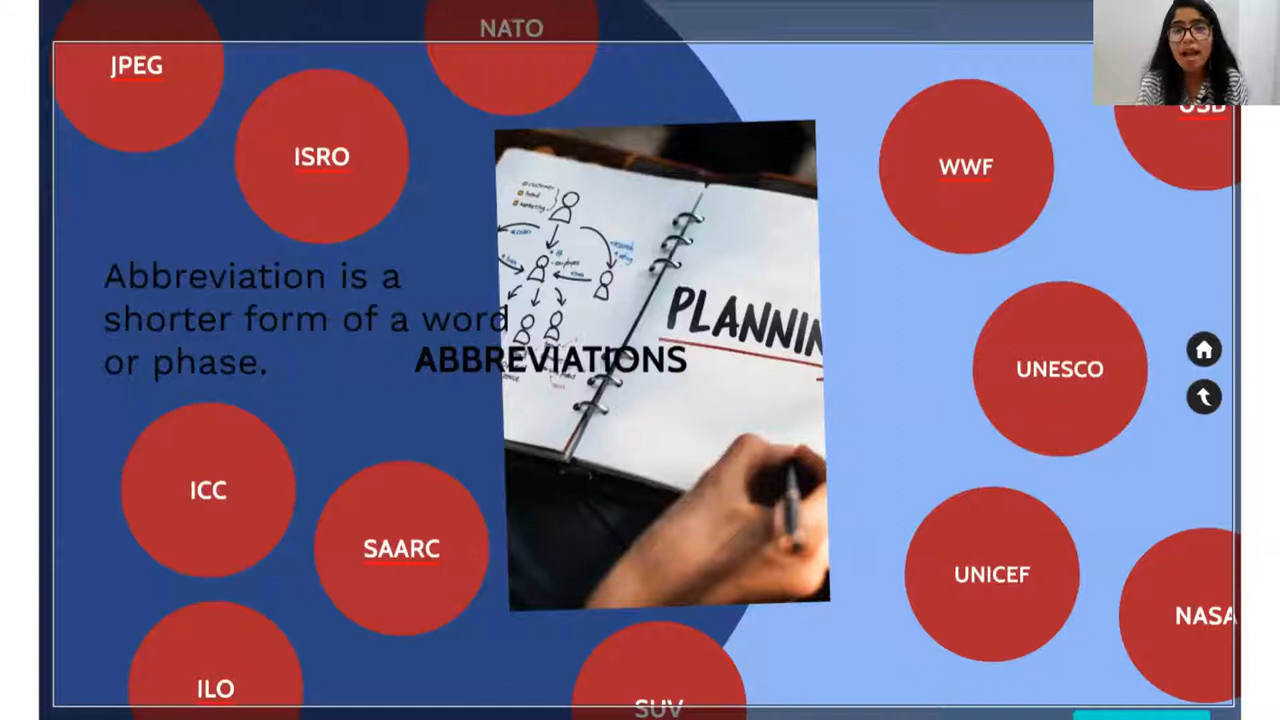 NATO
JPEG
ISRO
WWF
USB
Abbreviation is a
shorter form of a word
or phase.
ABBREVIATIONS
PLANNIN
UNESCO
ICC
SAARC
UNICEF
NASA
ILO
SUV